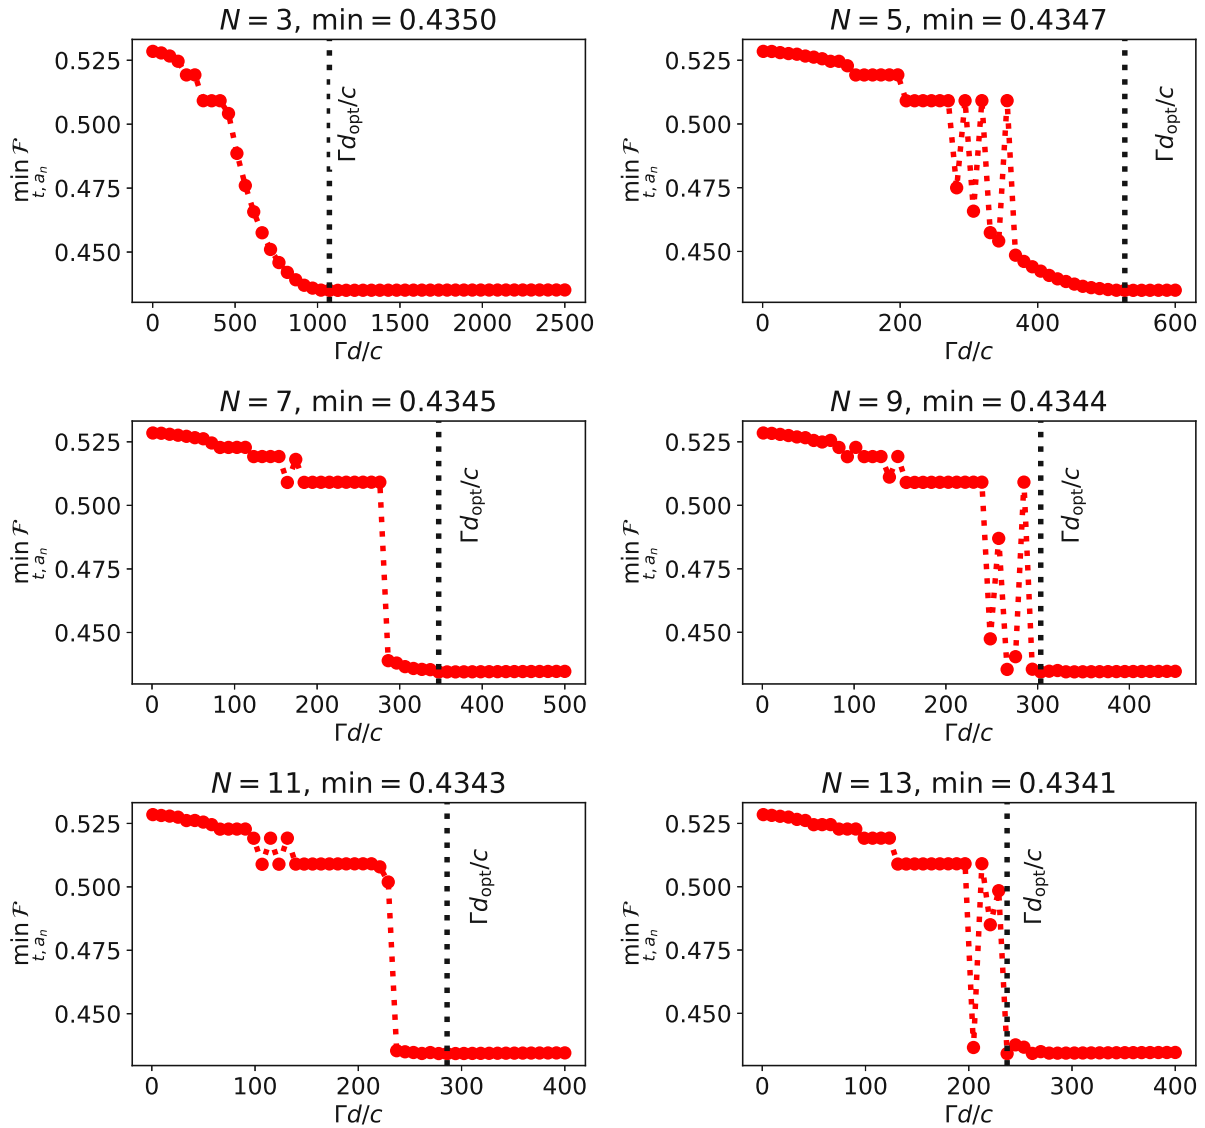 N = 3, min = 0.4350
0.525
0.500
0.475
0.450
min 𝓕
t, aₙ
Γd_opt/c
0 500 1000 1500 2000 2500
Γd/c
N = 5, min = 0.4347
0.525
0.500
0.475
0.450
min 𝓕
t, aₙ
Γd_opt/c
0 200 400 600
Γd/c
N = 7, min = 0.4345
0.525
0.500
0.475
0.450
min 𝓕
t, aₙ
Γd_opt/c
0 100 200 300 400 500
Γd/c
N = 9, min = 0.4344
0.525
0.500
0.475
0.450
min 𝓕
t, aₙ
Γd_opt/c
0 100 200 300 400
Γd/c
N = 11, min = 0.4343
0.525
0.500
0.475
0.450
min 𝓕
t, aₙ
Γd_opt/c
0 100 200 300 400
Γd/c
N = 13, min = 0.4341
0.525
0.500
0.475
0.450
min 𝓕
t, aₙ
Γd_opt/c
0 100 200 300 400
Γd/c